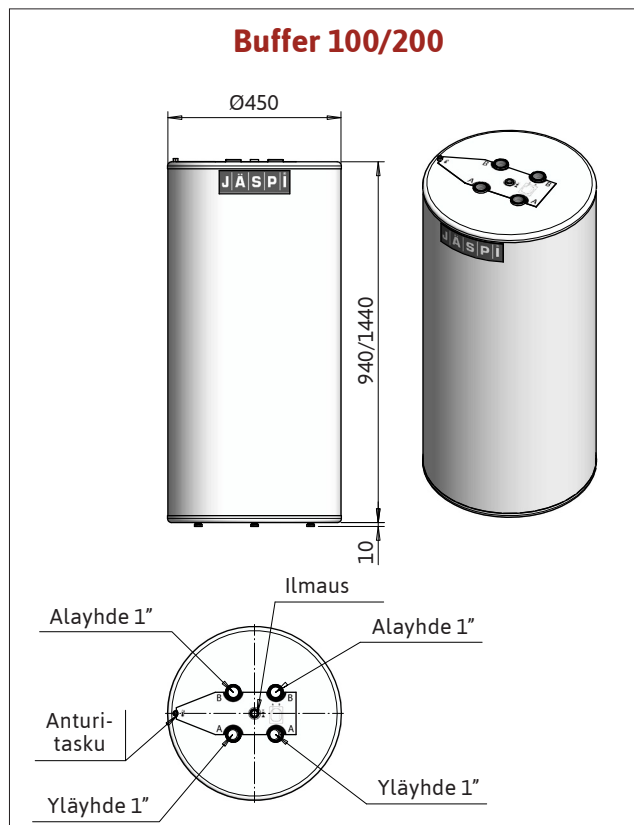 Buffer 100/200
Ø450
JÄSPI
JÄSPI
B
B
A
A
940/1440
10
Ilmaus
Alayhde 1”
Alayhde 1”
B
B
Anturi-
tasku
A
A
Yläyhde 1”
Yläyhde 1”